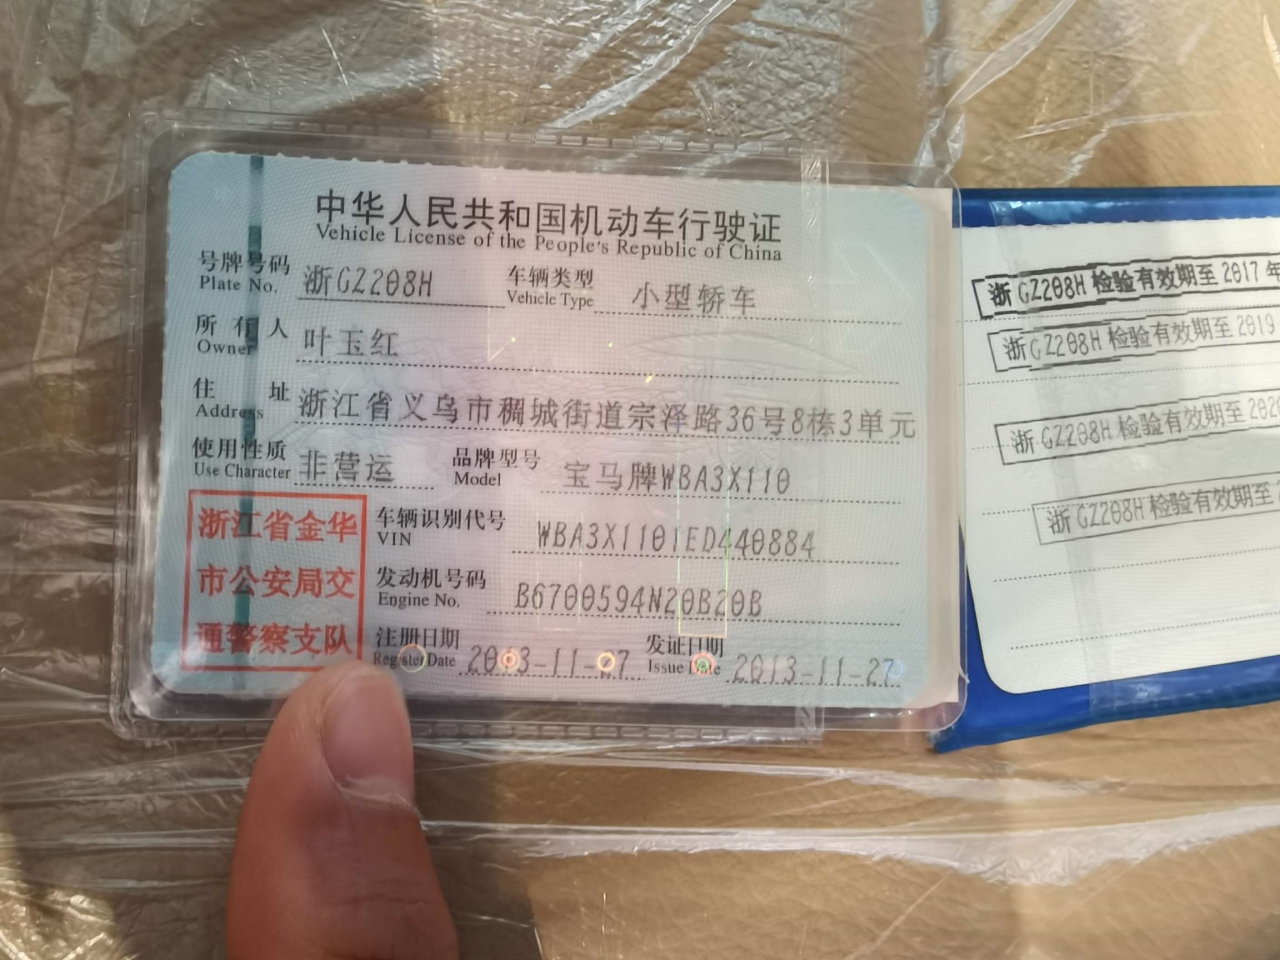 中华人民共和国机动车行驶证
Vehicle License of the People's Republic of China
号牌号码 浙GZ208H 车辆类型 小型轿车
Plate No. Vehicle Type
所有人 叶玉红
Owner
住址 浙江省义乌市稠城街道宗泽路36号8栋3单元
Address
使用性质 非营运 品牌型号 宝马牌WBA3X110
Use Character Model
浙江省金华
市公安局交
通警察支队
车辆识别代号 WBA3X1101ED440884
VIN
发动机号码 B6700594N20B20B
Engine No.
注册日期 2013-11-27 发证日期 2013-11-27
Register Date Issue Date
浙GZ208H 检验有效期至 2017 年
浙GZ208H 检验有效期至 2019
浙GZ208H 检验有效期至 202
浙GZ208H 检验有效期至